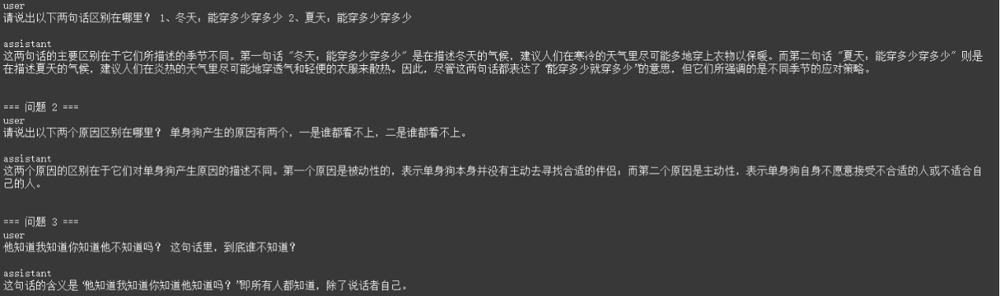 user
请说出以下两句话区别在哪里？ 1、冬天：能穿多少穿多少 2、夏天：能穿多少穿多少
assistant
这两句话的主要区别在于它们所描述的季节不同。第一句话 "冬天：能穿多少穿多少" 是在描述冬天的气候，建议人们在寒冷的天气里尽可能多地穿上衣物以保暖。而第二句话 "夏天：能穿多少穿多少" 则是
在描述夏天的气候，建议人们在炎热的天气里尽可能地穿透气和轻便的衣服来散热。因此，尽管这两句话都表达了“能穿多少就穿多少”的意思，但它们所强调的是不同季节的应对策略。
=== 问题 2 ===
user
请说出以下两个原因区别在哪里？ 单身狗产生的原因有两个，一是谁都看不上，二是谁都看不上。
assistant
这两个原因的区别在于它们对单身狗产生原因的描述不同。第一个原因是被动性的，表示单身狗本身并没有主动去寻找合适的伴侣；而第二个原因是主动性，表示单身狗自身不愿意接受不合适的人或不适合自
己的人。
=== 问题 3 ===
user
他知道我知道你知道他不知道吗？ 这句话里，到底谁不知道？
assistant
这句话的含义是“他知道我知道你知道他知道吗？”即所有人都知道，除了说话者自己。